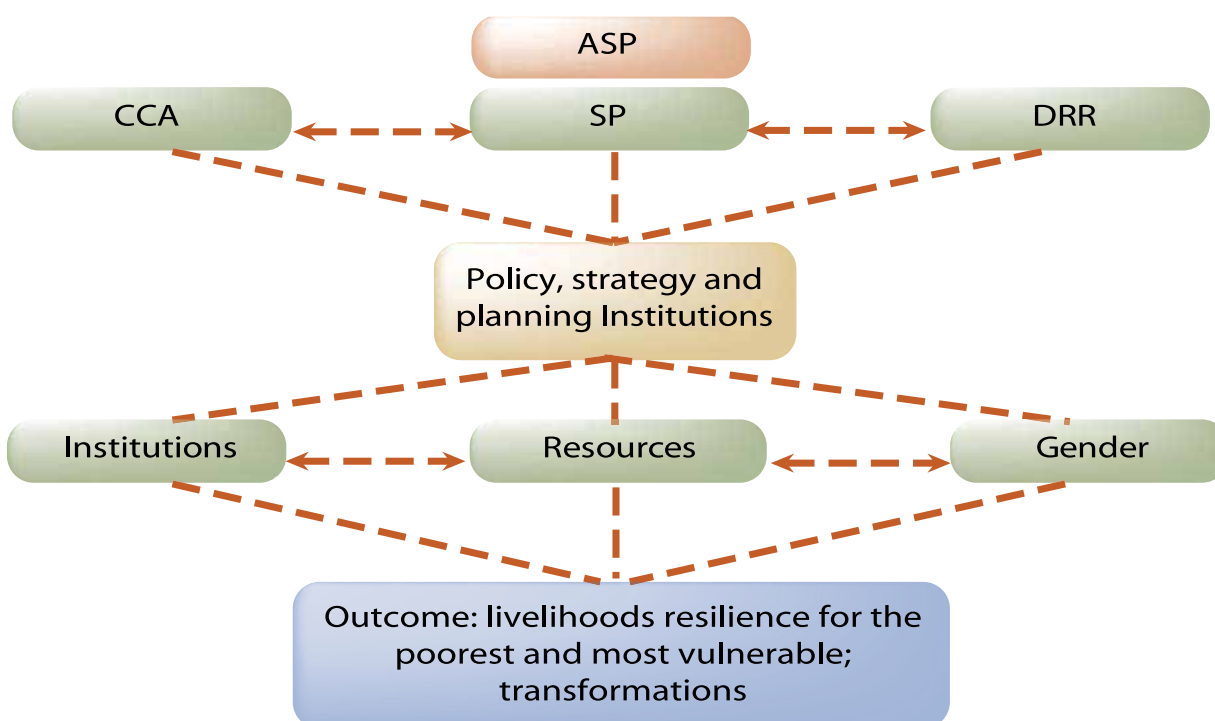 ASP
CCA
SP
DRR
Policy, strategy and
planning Institutions
Institutions
Resources
Gender
Outcome: livelihoods resilience for the
poorest and most vulnerable;
transformations